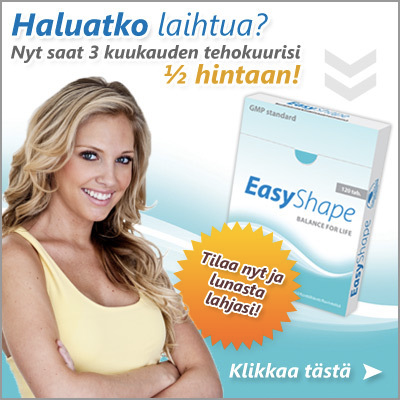 Haluatko laihtua?
Nyt saat 3 kuukauden tehokuurisi
½ hintaan!
GMP standard
120 tab.
EasyShape
BALANCE FOR LIFE
EasyShape
Tilaa nyt ja
lunasta
lahjasi!
Klikkaa tästä